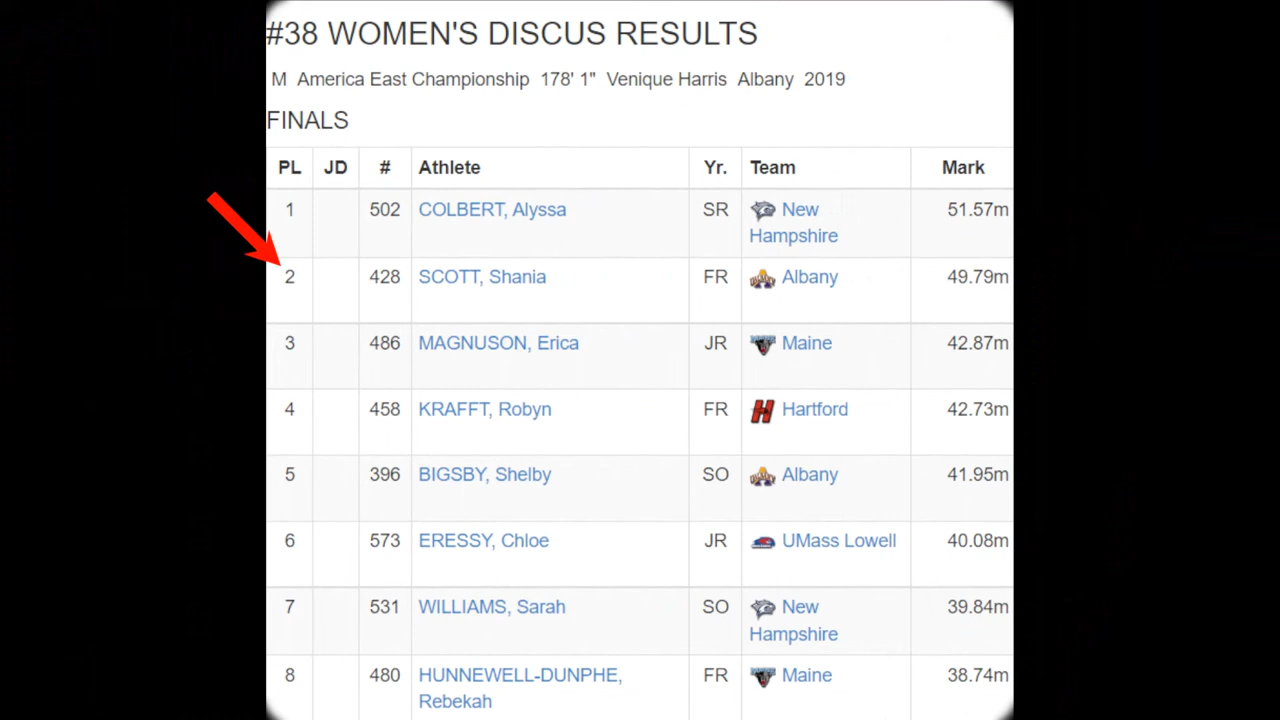 #38 WOMEN'S DISCUS RESULTS
M America East Championship 178' 1" Venique Harris Albany 2019
FINALS
PL JD # Athlete Yr. Team Mark
1 502 COLBERT, Alyssa SR New 51.57m
Hampshire
2 428 SCOTT, Shania FR Albany 49.79m
3 486 MAGNUSON, Erica JR Maine 42.87m
4 458 KRAFFT, Robyn FR Hartford 42.73m
5 396 BIGSBY, Shelby SO Albany 41.95m
6 573 ERESSY, Chloe JR UMass Lowell 40.08m
7 531 WILLIAMS, Sarah SO New 39.84m
Hampshire
8 480 HUNNEWELL-DUNPHE, FR Maine 38.74m
Rebekah